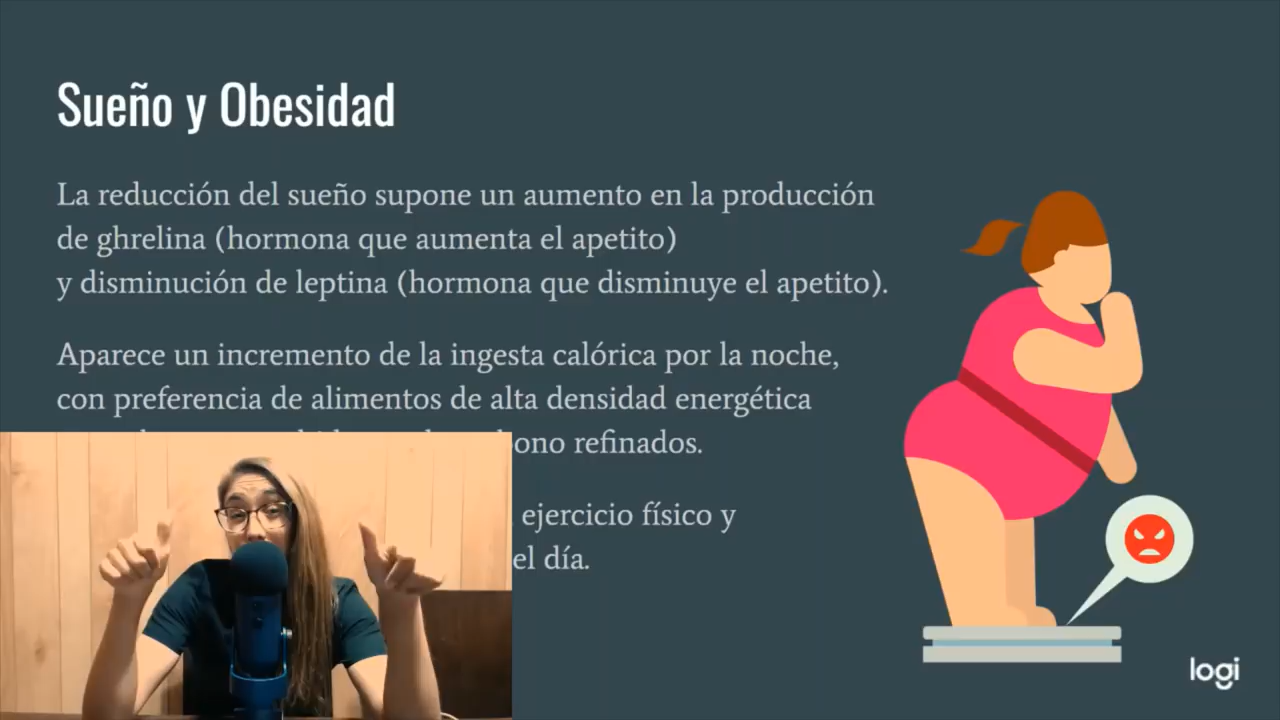 Sueño y Obesidad
La reducción del sueño supone un aumento en la producción
de ghrelina (hormona que aumenta el apetito)
y disminución de leptina (hormona que disminuye el apetito).
Aparece un incremento de la ingesta calórica por la noche,
con preferencia de alimentos de alta densidad energética
refinados.
ejercicio físico y
el día.
logi